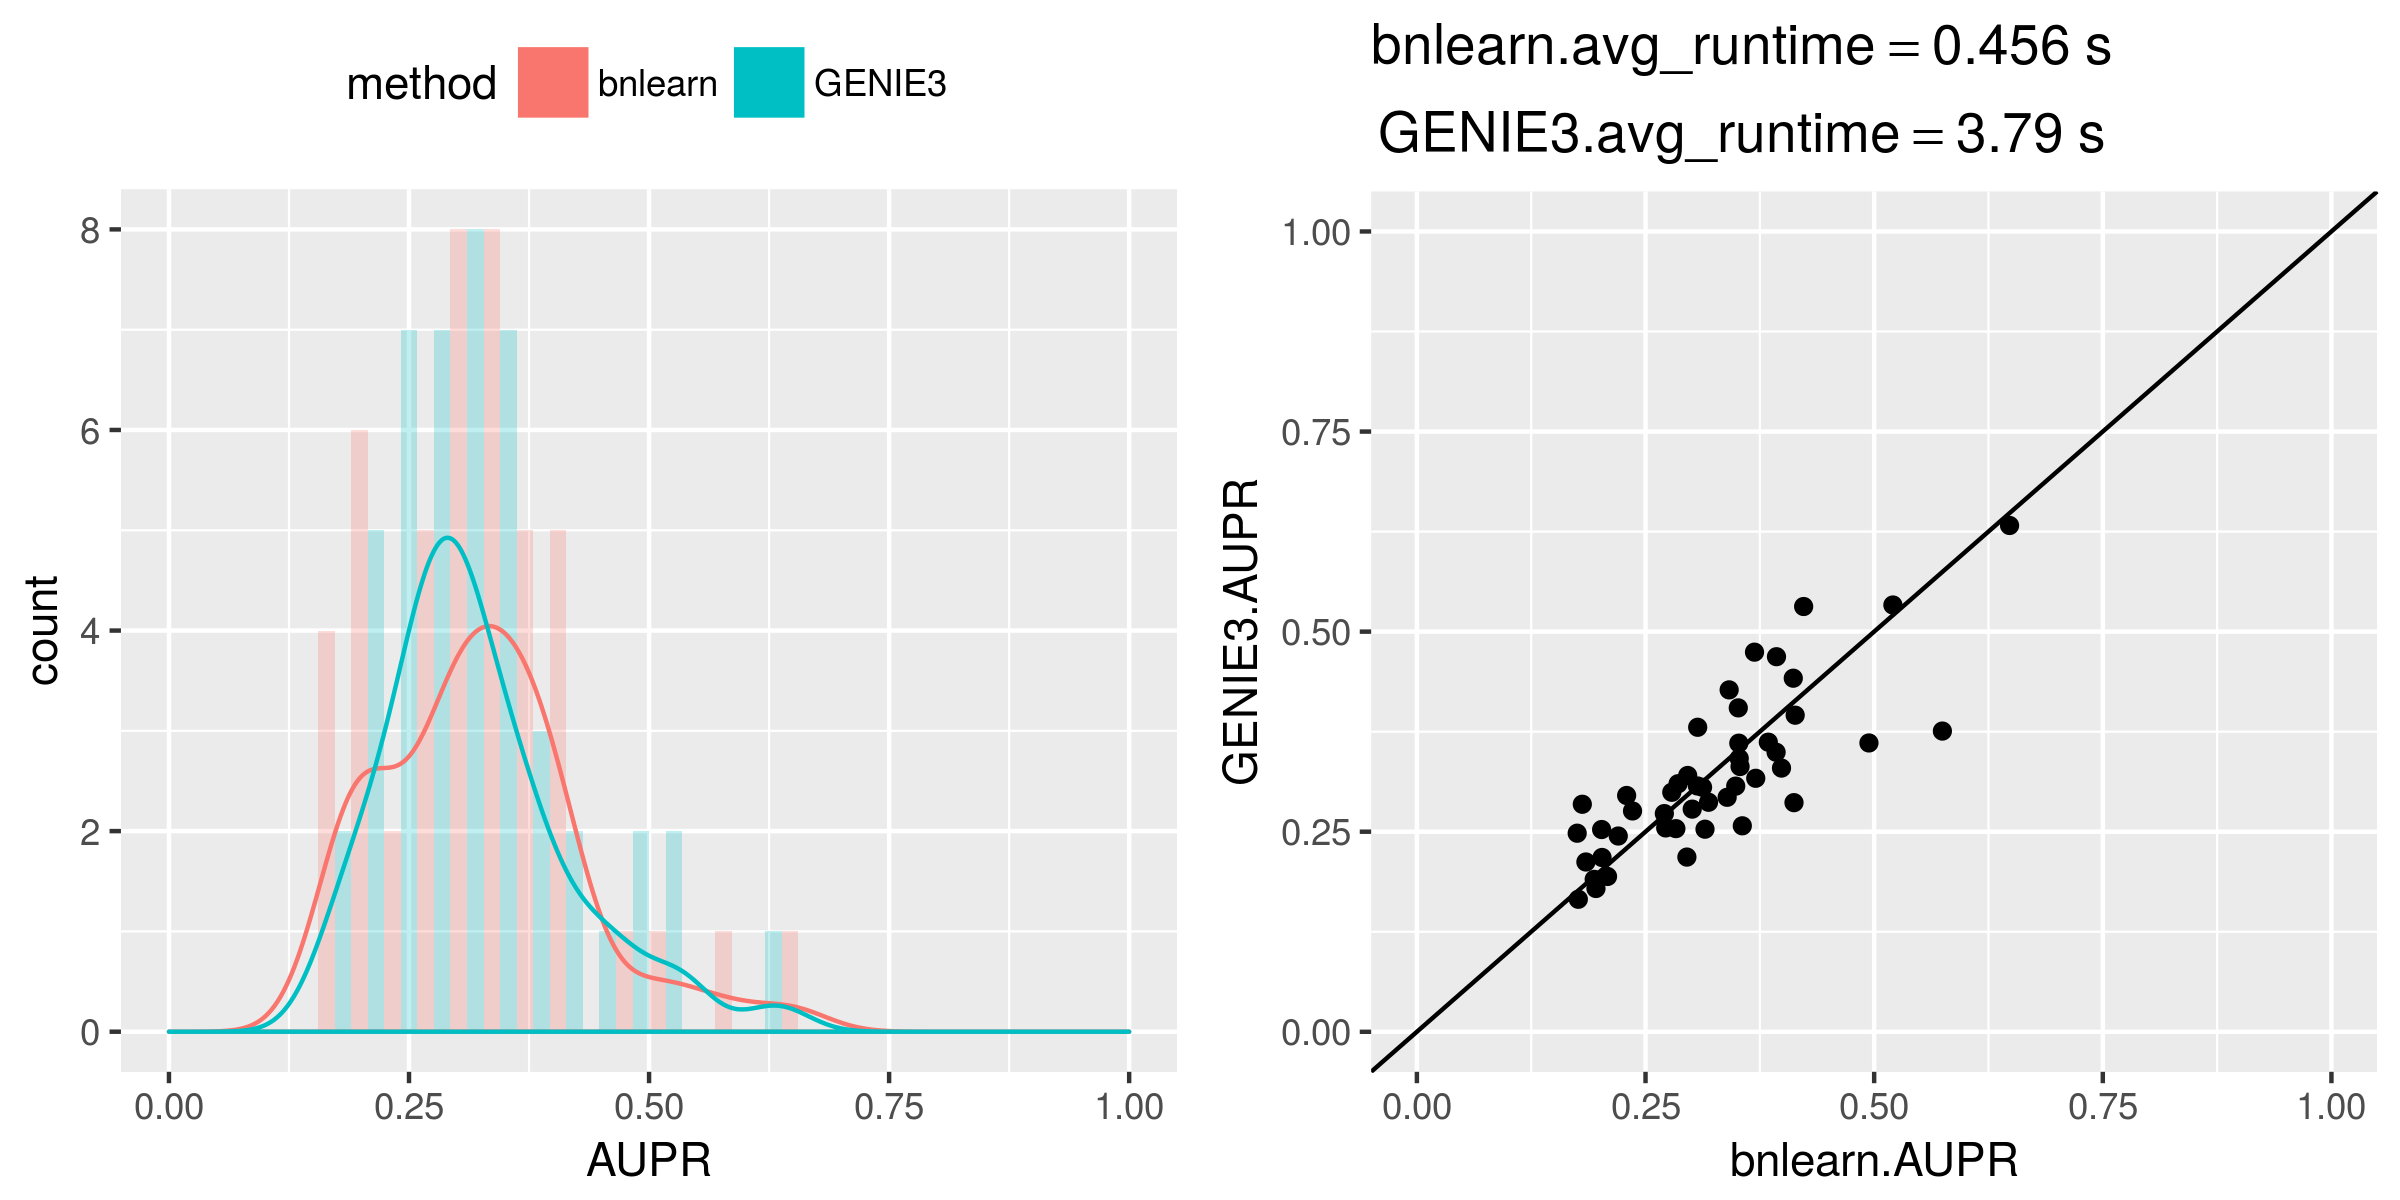 method bnlearn GENIE3
8
6
4
2
0
count
0.00 0.25 0.50 0.75 1.00
AUPR
bnlearn.avg_runtime = 0.456 s
GENIE3.avg_runtime = 3.79 s
1.00
0.75
0.50
0.25
0.00
GENIE3.AUPR
0.00 0.25 0.50 0.75 1.00
bnlearn.AUPR